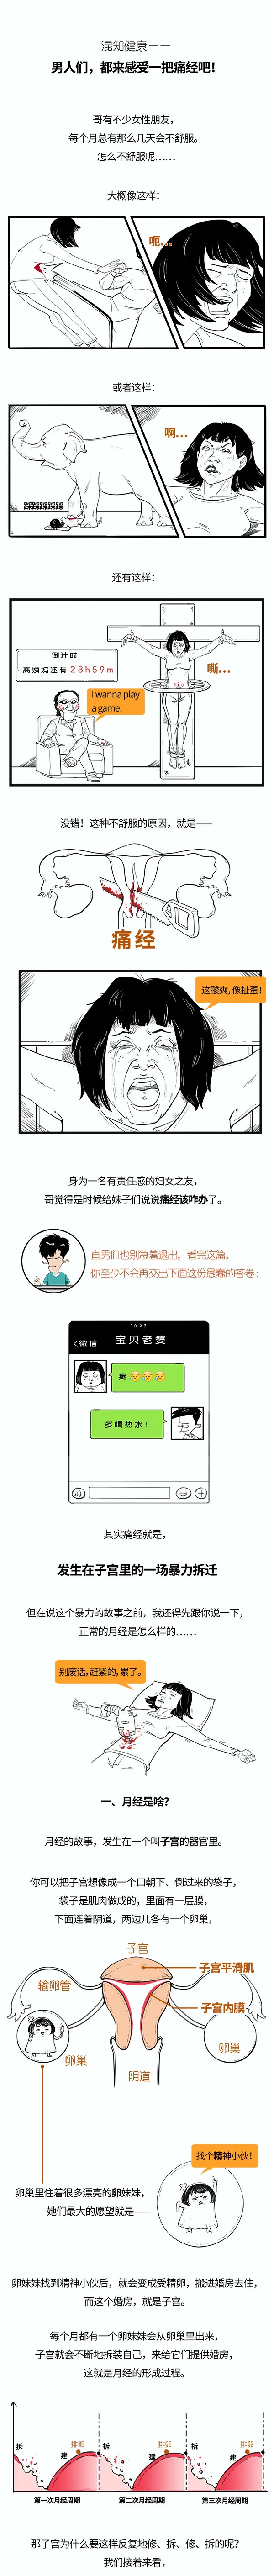 混知健康——
男人们，都来感受一把痛经吧！
哥有不少女性朋友，
每个月总有那么几天会不舒服。
怎么不舒服呢……
大概像这样：
呃...
或者这样：
啊...
还有这样：
倒计时
离姨妈还有 23h59m
I wanna play
a game.
嘶...
没错！这种不舒服的原因，就是——
痛经
这酸爽，像扯蛋！
身为一名有责任感的妇女之友，
哥觉得是时候给妹子们说说痛经该咋办了。
直男们也别急着退出，看完这篇，
你至少不会再交出下面这份愚蠢的答卷：
16:27
<微信
宝贝老婆
疼
多喝热水！
其实痛经就是，
发生在子宫里的一场暴力拆迁
但在说这个暴力的故事之前，我还得先跟你说一下，
正常的月经是怎么样的……
别废话，赶紧的，累了。
一、月经是啥？
月经的故事，发生在一个叫子宫的器官里。
你可以把子宫想像成一个口朝下、倒过来的袋子，
袋子是肌肉做成的，里面有一层膜，
下面连着阴道，两边儿各有一个卵巢，
子宫
子宫平滑肌
输卵管
子宫内膜
卵巢
卵巢
阴道
找个精神小伙！
卵巢里住着很多漂亮的卵妹妹，
她们最大的愿望就是——
卵妹妹找到精神小伙后，就会变成受精卵，搬进婚房去住，
而这个婚房，就是子宫。
每个月都有一个卵妹妹会从卵巢里出来，
子宫就会不断地拆装自己，来给它们提供婚房，
这就是月经的形成过程。
拆
建
排卵
拆
建
排卵
拆
建
排卵
第一次月经周期
第二次月经周期
第三次月经周期
那子宫为什么要这样反复地修、拆、修、拆的呢？
我们接着来看，